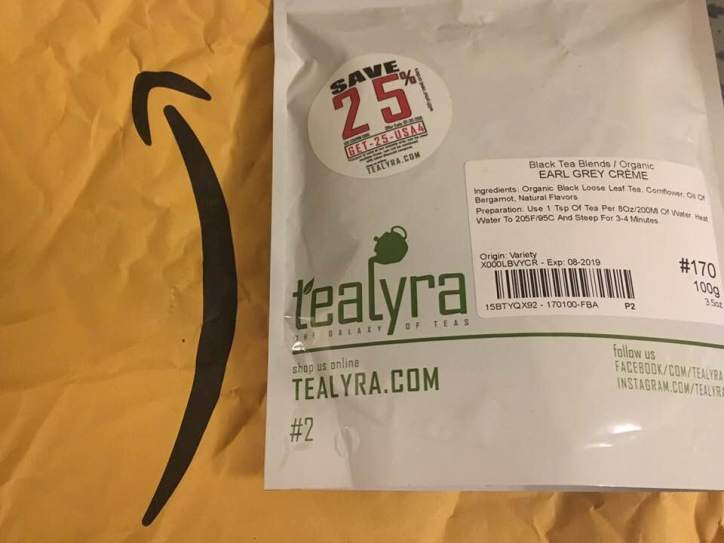 SAVE
25%
GET-25-USA4
TEALYRA.COM
Black Tea Blends / Organic
EARL GREY CRÈME
Ingredients: Organic Black Loose Leaf Tea. Cornflower, Oil Of
Bergamot, Natural Flavors
Preparation: Use 1 Tsp Of Tea Per 8Oz/200Ml Of Water. Heat
Water To 205F/95C And Steep For 3-4 Minutes
Origin: Variety
X000LBVYCR - Exp: 08-2019
#170
100g
3.5oz
15BTYQX92 - 170100-FBA P2
tealyra
THE GALAXY OF TEAS
shop us online
TEALYRA.COM
#2
follow us
FACEBOOK/COM/TEALYRA
INSTAGRAM.COM/TEALYRA